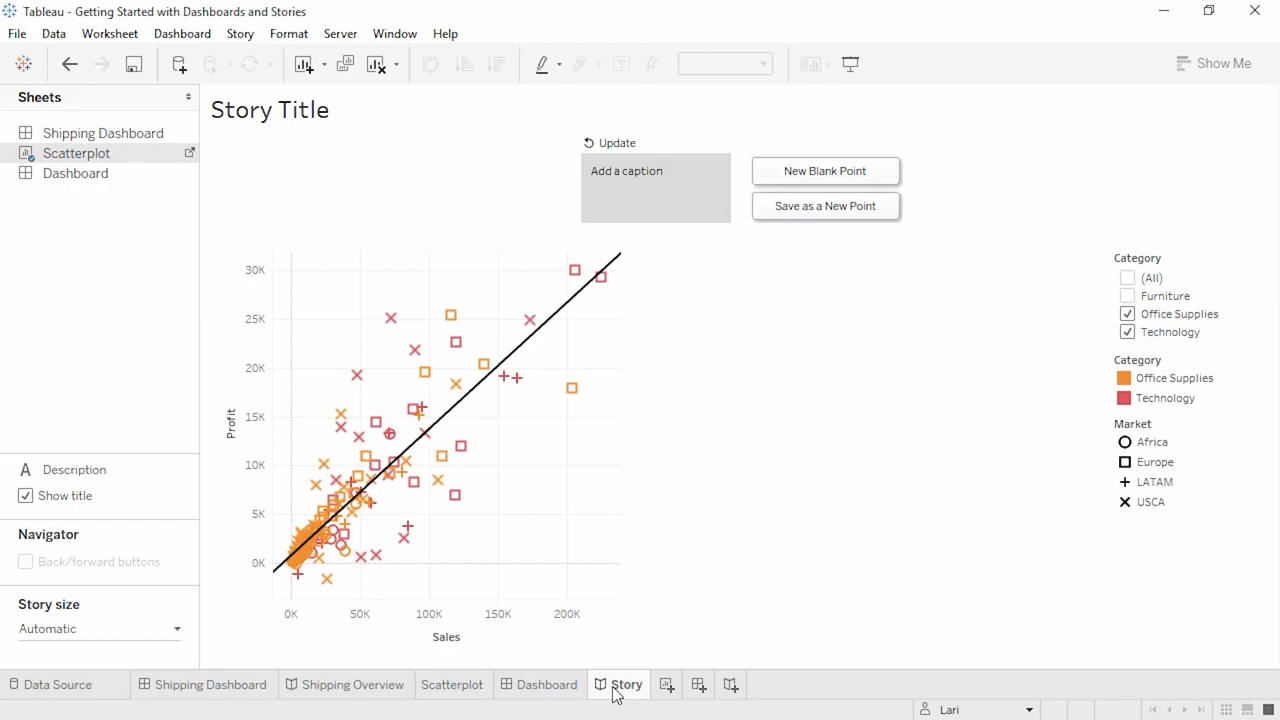 Tableau - Getting Started with Dashboards and Stories
File Data Worksheet Dashboard Story Format Server Window Help
Show Me
Sheets
Shipping Dashboard
Scatterplot
Dashboard
Description
Show title
Navigator
Back/forward buttons
Story size
Automatic
Story Title
Update
Add a caption
New Blank Point
Save as a New Point
30K
25K
20K
15K
10K
5K
0K
Profit
0K 50K 100K 150K 200K
Sales
Category
(All)
Furniture
Office Supplies
Technology
Category
Office Supplies
Technology
Market
Africa
Europe
LATAM
USCA
Data Source Shipping Dashboard Shipping Overview Scatterplot Dashboard Story
Lari